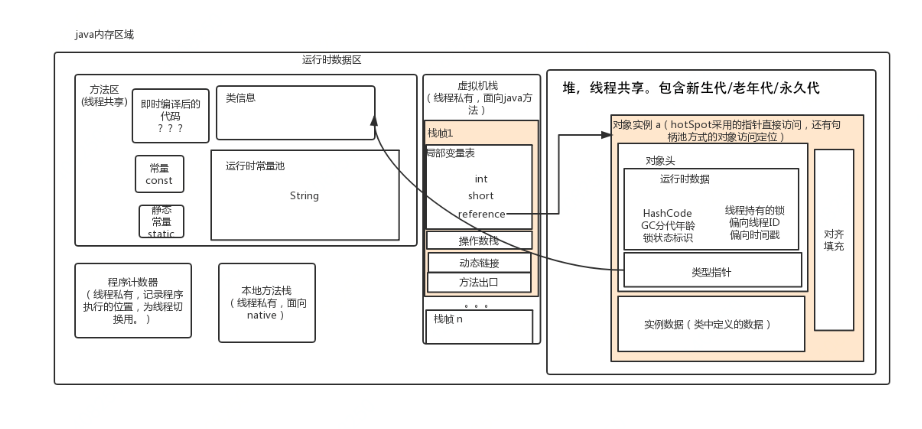 java内存区域
运行时数据区
方法区
(线程共享)
即时编译后的
代码
？？？
类信息
常量
const
运行时常量池
String
静态
常量
static
程序计数器
（线程私有，记录程序
执行的位置，为线程切
换用。）
本地方法栈
（线程私有，面向
native）
虚拟机栈
（线程私有，面向java方
法）
栈帧1
局部变量表
int
short
reference
操作数栈
动态链接
方法出口
。。。
栈帧 n
堆，线程共享。包含新生代/老年代/永久代
对象实例 a（hotSpot采用的指针直接访问，还有句
柄池方式的对象访问定位）
对象头
运行时数据
HashCode
GC分代年龄
锁状态标识
线程持有的锁
偏向线程ID
偏向时间戳
类型指针
实例数据（类中定义的数据）
对齐
填充